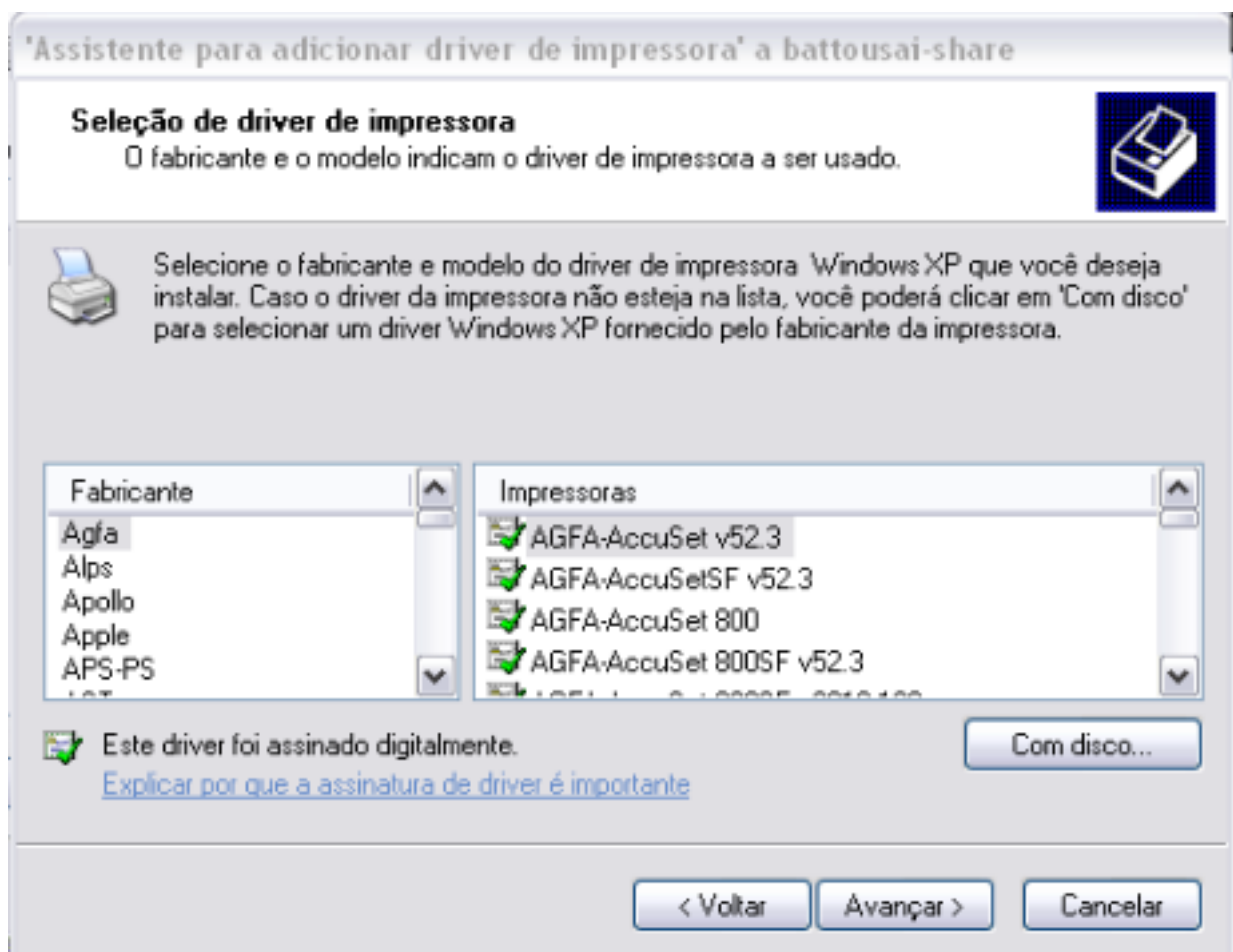 'Assistente para adicionar driver de impressora' a battousai-share
Seleção de driver de impressora
O fabricante e o modelo indicam o driver de impressora a ser usado.
Selecione o fabricante e modelo do driver de impressora Windows XP que você deseja
instalar. Caso o driver da impressora não esteja na lista, você poderá clicar em 'Com disco'
para selecionar um driver Windows XP fornecido pelo fabricante da impressora.
Fabricante
Agfa
Alps
Apollo
Apple
APS-PS
Impressoras
AGFA-AccuSet v52.3
AGFA-AccuSetSF v52.3
AGFA-AccuSet 800
AGFA-AccuSet 800SF v52.3
Este driver foi assinado digitalmente.
Com disco...
Explicar por que a assinatura de driver é importante
< Voltar
Avançar >
Cancelar